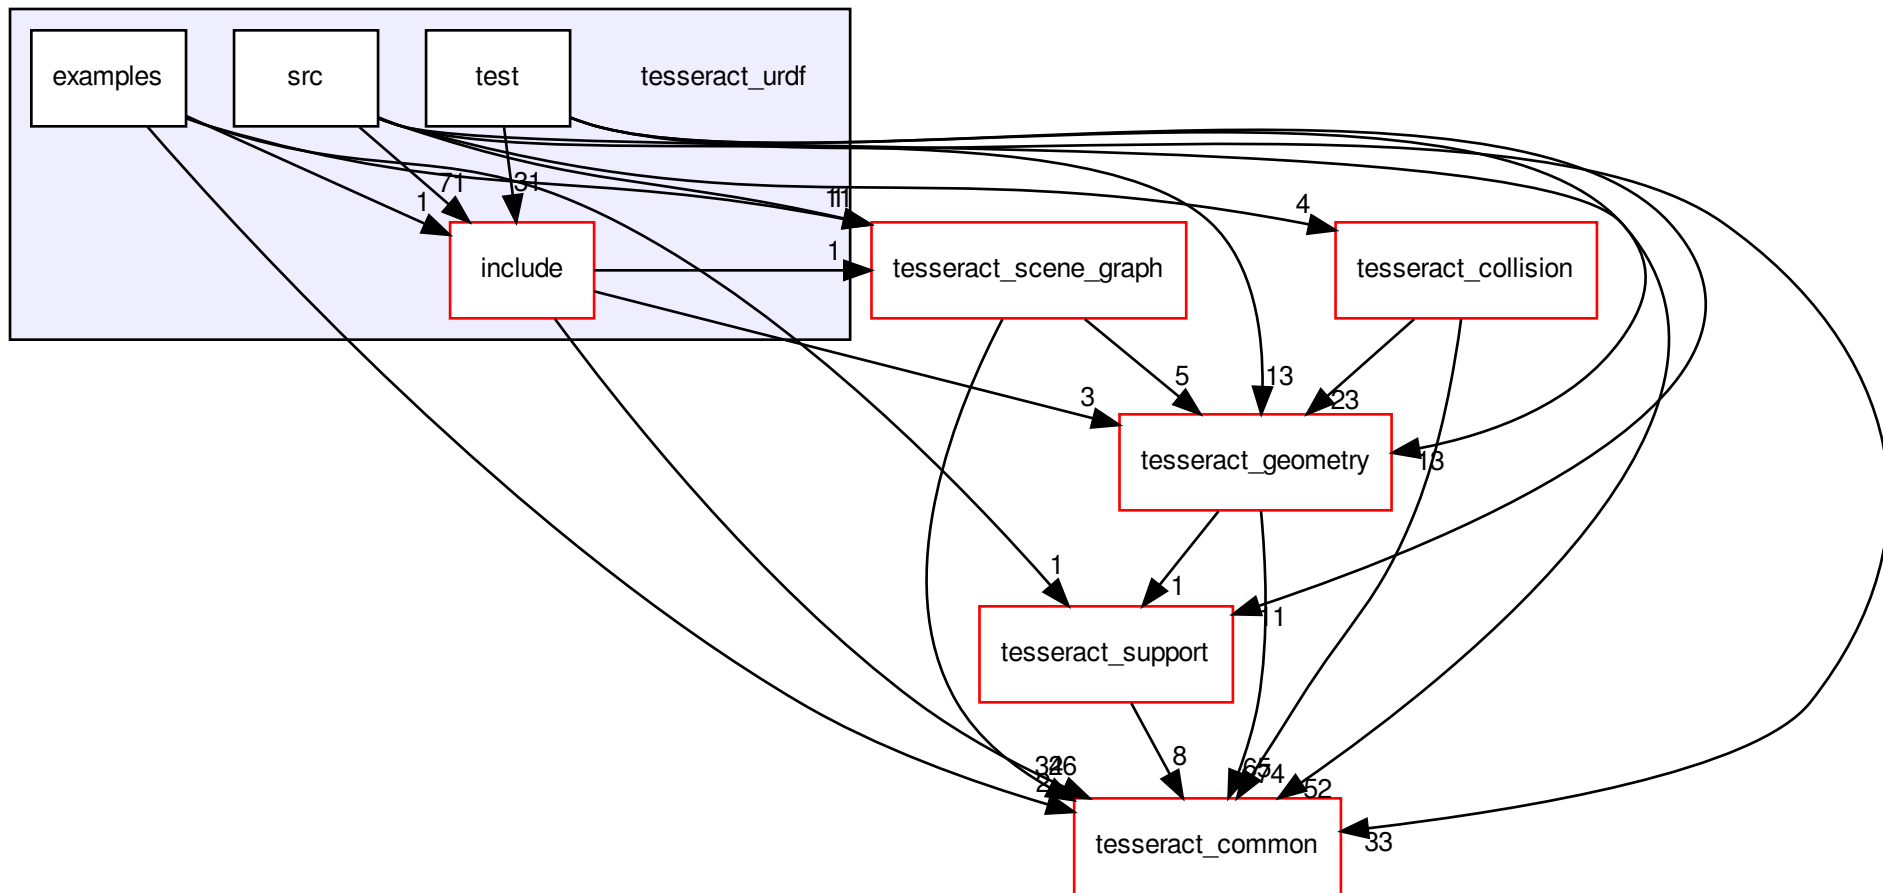 examples
src
test
tesseract_urdf
71
31
1
1
4
include
tesseract_scene_graph
tesseract_collision
3
5
13
23
tesseract_geometry
13
1
1
11
tesseract_support
8
74
52
33
tesseract_common